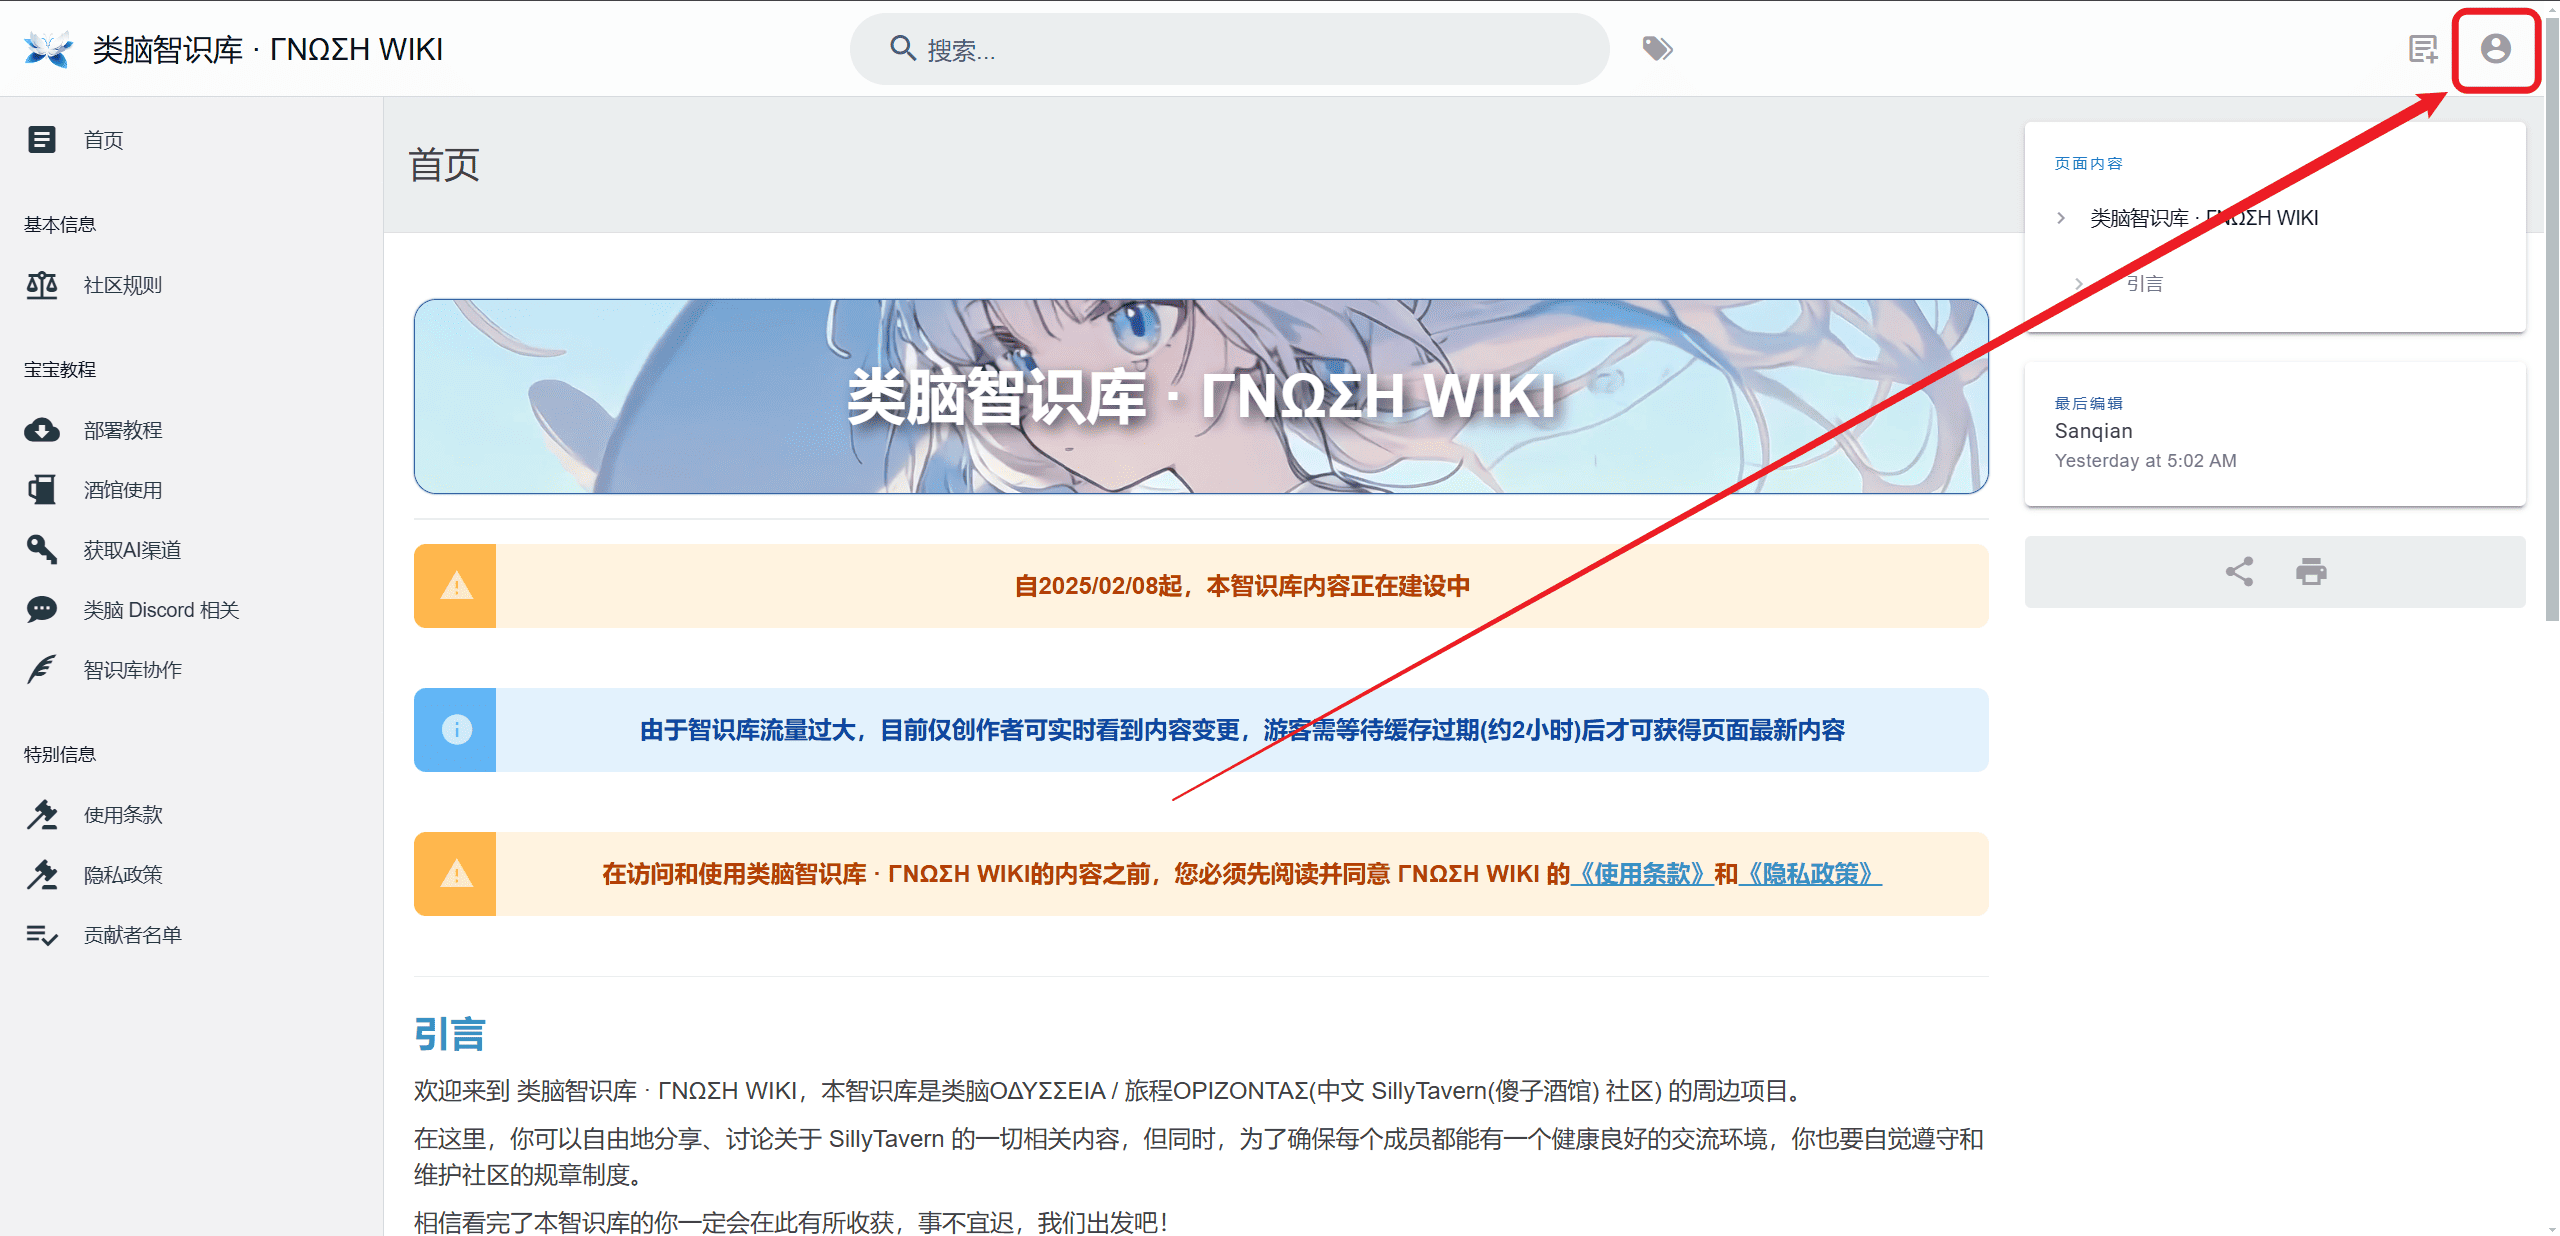 类脑智识库 · ΓΝΩΣΗ WIKI
搜索...
首页
基本信息
社区规则
宝宝教程
部署教程
酒馆使用
获取AI渠道
类脑 Discord 相关
智识库协作
特别信息
使用条款
隐私政策
贡献者名单
首页
类脑智识库 · ΓΝΩΣΗ WIKI
自2025/02/08起，本智识库内容正在建设中
由于智识库流量过大，目前仅创作者可实时看到内容变更，游客需等待缓存过期(约2小时)后才可获得页面最新内容
在访问和使用类脑智识库 · ΓΝΩΣΗ WIKI的内容之前，您必须先阅读并同意 ΓΝΩΣΗ WIKI 的《使用条款》和《隐私政策》
引言
欢迎来到 类脑智识库 · ΓΝΩΣΗ WIKI，本智识库是类脑ΟΔΥΣΣΕΙΑ / 旅程ΟΡΙΖΟΝΤΑΣ(中文 SillyTavern(傻子酒馆) 社区) 的周边项目。
在这里，你可以自由地分享、讨论关于 SillyTavern 的一切相关内容，但同时，为了确保每个成员都能有一个健康良好的交流环境，你也要自觉遵守和
维护社区的规章制度。
相信看完了本智识库的你一定会在此有所收获，事不宜迟，我们出发吧！
页面内容
类脑智识库 · ΓΝΩΣΗ WIKI
引言
最后编辑
Sanqian
Yesterday at 5:02 AM